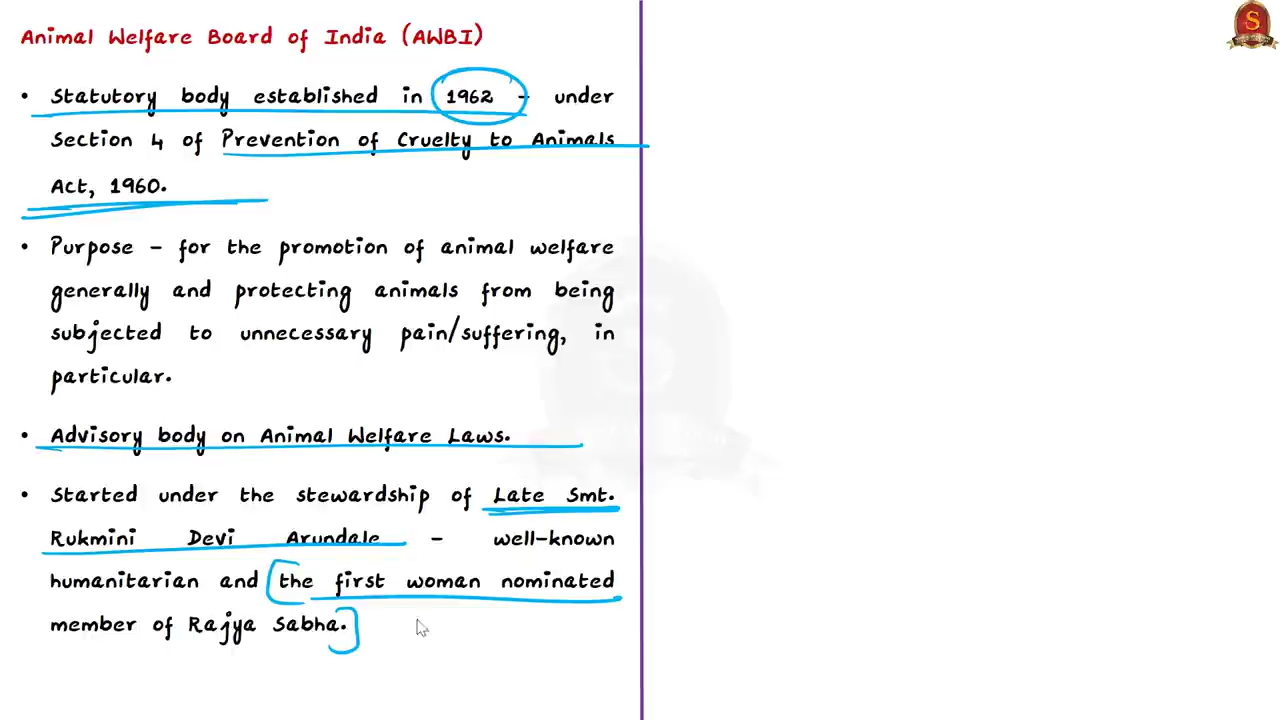 Animal Welfare Board of India (AWBI)
• Statutory body established in 1962 - under
Section 4 of Prevention of Cruelty to Animals
Act, 1960.
• Purpose – for the promotion of animal welfare
generally and protecting animals from being
subjected to unnecessary pain/suffering, in
particular.
• Advisory body on Animal Welfare Laws.
• Started under the stewardship of Late Smt.
Rukmini Devi Arundale – well-known
humanitarian and the first woman nominated
member of Rajya Sabha.
S